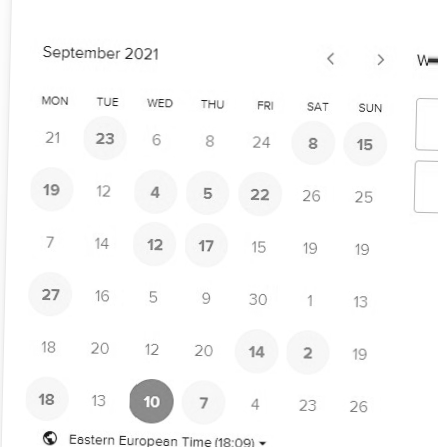 September 2021
MON TUE WED THU FRI SAT SUN
21 23 6 8 24 8 15
19 12 4 5 22 26 25
7 14 12 17 15 19 19
27 16 5 9 30 1 13
18 20 12 20 14 2 19
18 13 10 7 4 23 26
Eastern European Time (18:09)